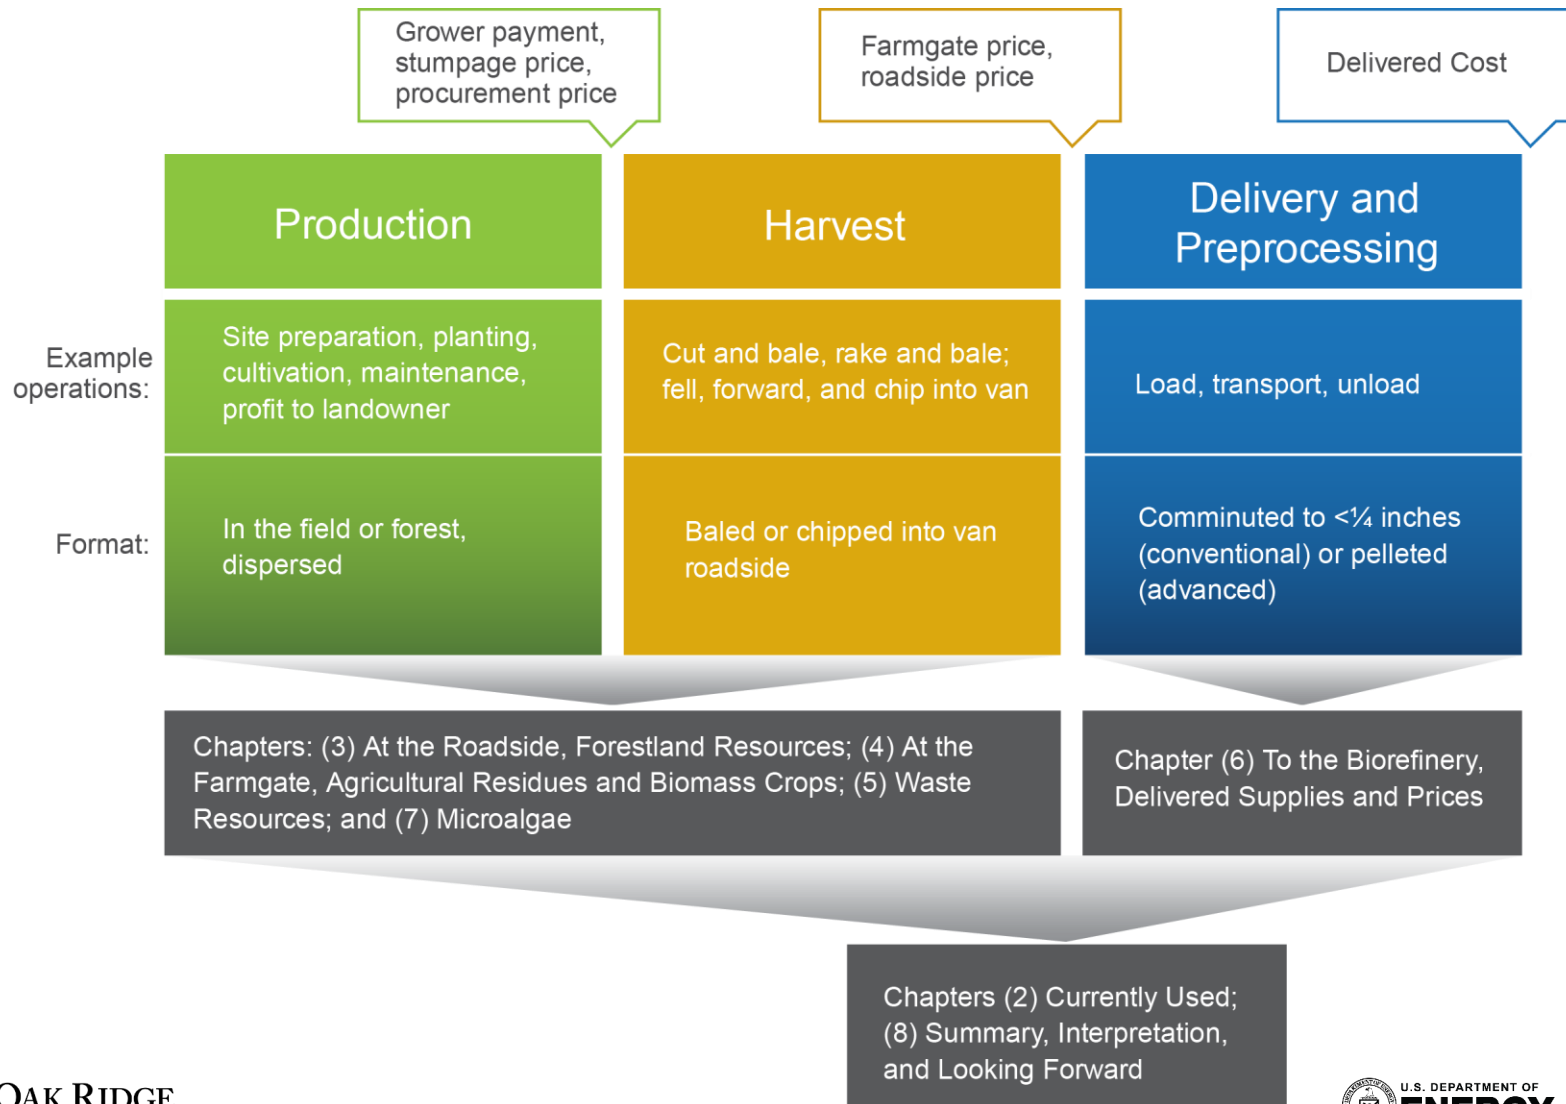 Grower payment,
stumpage price,
procurement price
Farmgate price,
roadside price
Delivered Cost
Production
Harvest
Delivery and
Preprocessing
Example
operations:
Site preparation, planting,
cultivation, maintenance,
profit to landowner
Cut and bale, rake and bale;
fell, forward, and chip into van
Load, transport, unload
Format:
In the field or forest,
dispersed
Baled or chipped into van
roadside
Comminuted to <¼ inches
(conventional) or pelleted
(advanced)
Chapters: (3) At the Roadside, Forestland Resources; (4) At the
Farmgate, Agricultural Residues and Biomass Crops; (5) Waste
Resources; and (7) Microalgae
Chapter (6) To the Biorefinery,
Delivered Supplies and Prices
Chapters (2) Currently Used;
(8) Summary, Interpretation,
and Looking Forward
OAK RIDGE
U.S. DEPARTMENT OF
ENERGY